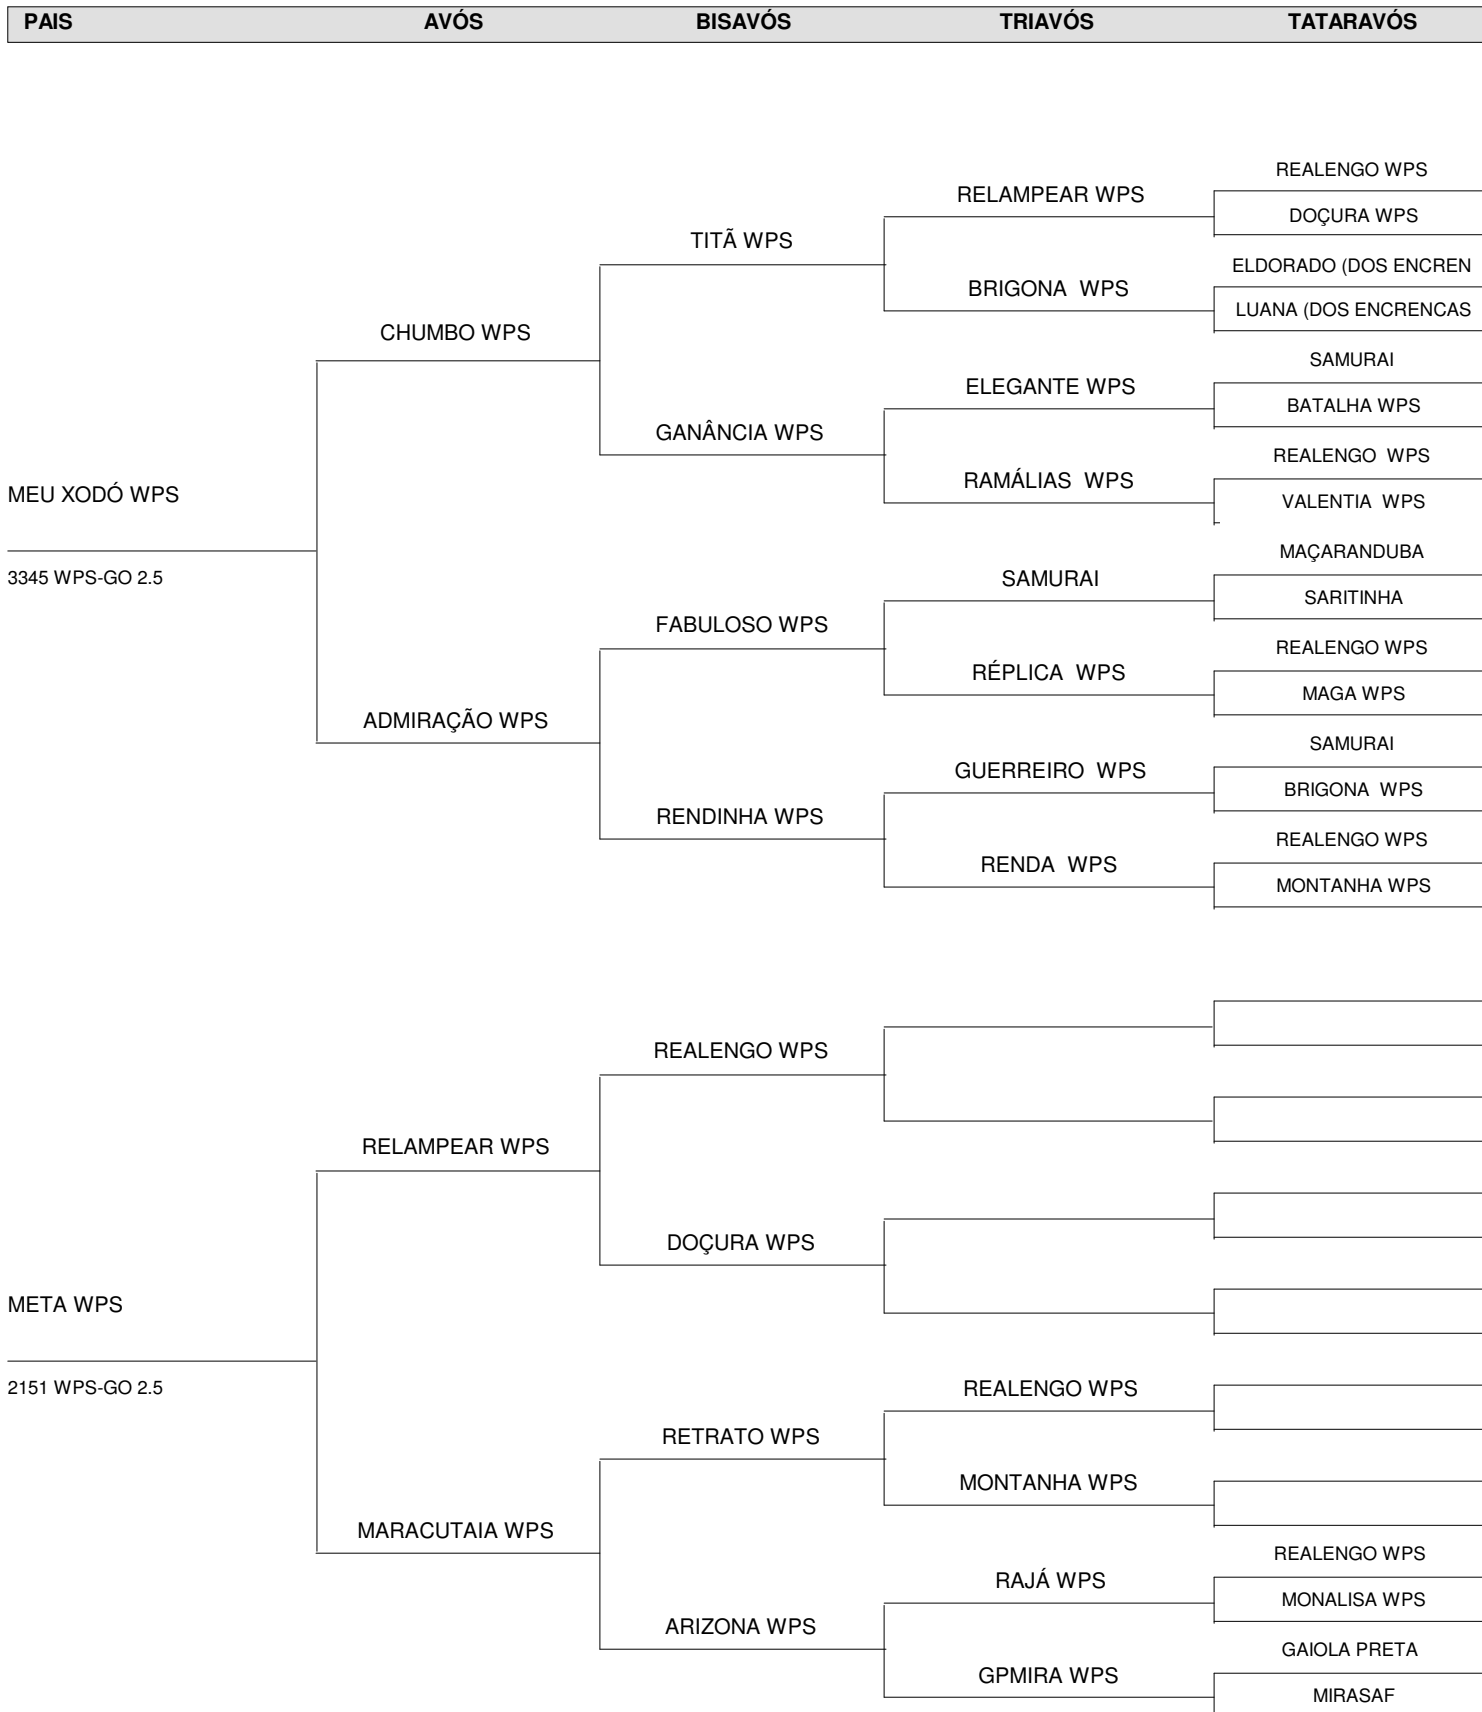 PAIS AVÓS BISAVÓS TRIAVÓS TATARAVÓS
REALENGO WPS
RELAMPEAR WPS
DOÇURA WPS
TITÃ WPS
ELDORADO (DOS ENCREN
BRIGONA WPS
LUANA (DOS ENCRENCAS
CHUMBO WPS
SAMURAI
ELEGANTE WPS
BATALHA WPS
GANÂNCIA WPS
REALENGO WPS
RAMÁLIAS WPS
MEU XODÓ WPS
VALENTIA WPS
MAÇARANDUBA
3345 WPS-GO 2.5
SAMURAI
SARITINHA
FABULOSO WPS
REALENGO WPS
RÉPLICA WPS
MAGA WPS
ADMIRAÇÃO WPS
SAMURAI
GUERREIRO WPS
BRIGONA WPS
RENDINHA WPS
REALENGO WPS
RENDA WPS
MONTANHA WPS
REALENGO WPS
RELAMPEAR WPS
DOÇURA WPS
META WPS
2151 WPS-GO 2.5
REALENGO WPS
RETRATO WPS
MONTANHA WPS
MARACUTAIA WPS
REALENGO WPS
RAJÁ WPS
MONALISA WPS
ARIZONA WPS
GAIOLA PRETA
GPMIRA WPS
MIRASAF